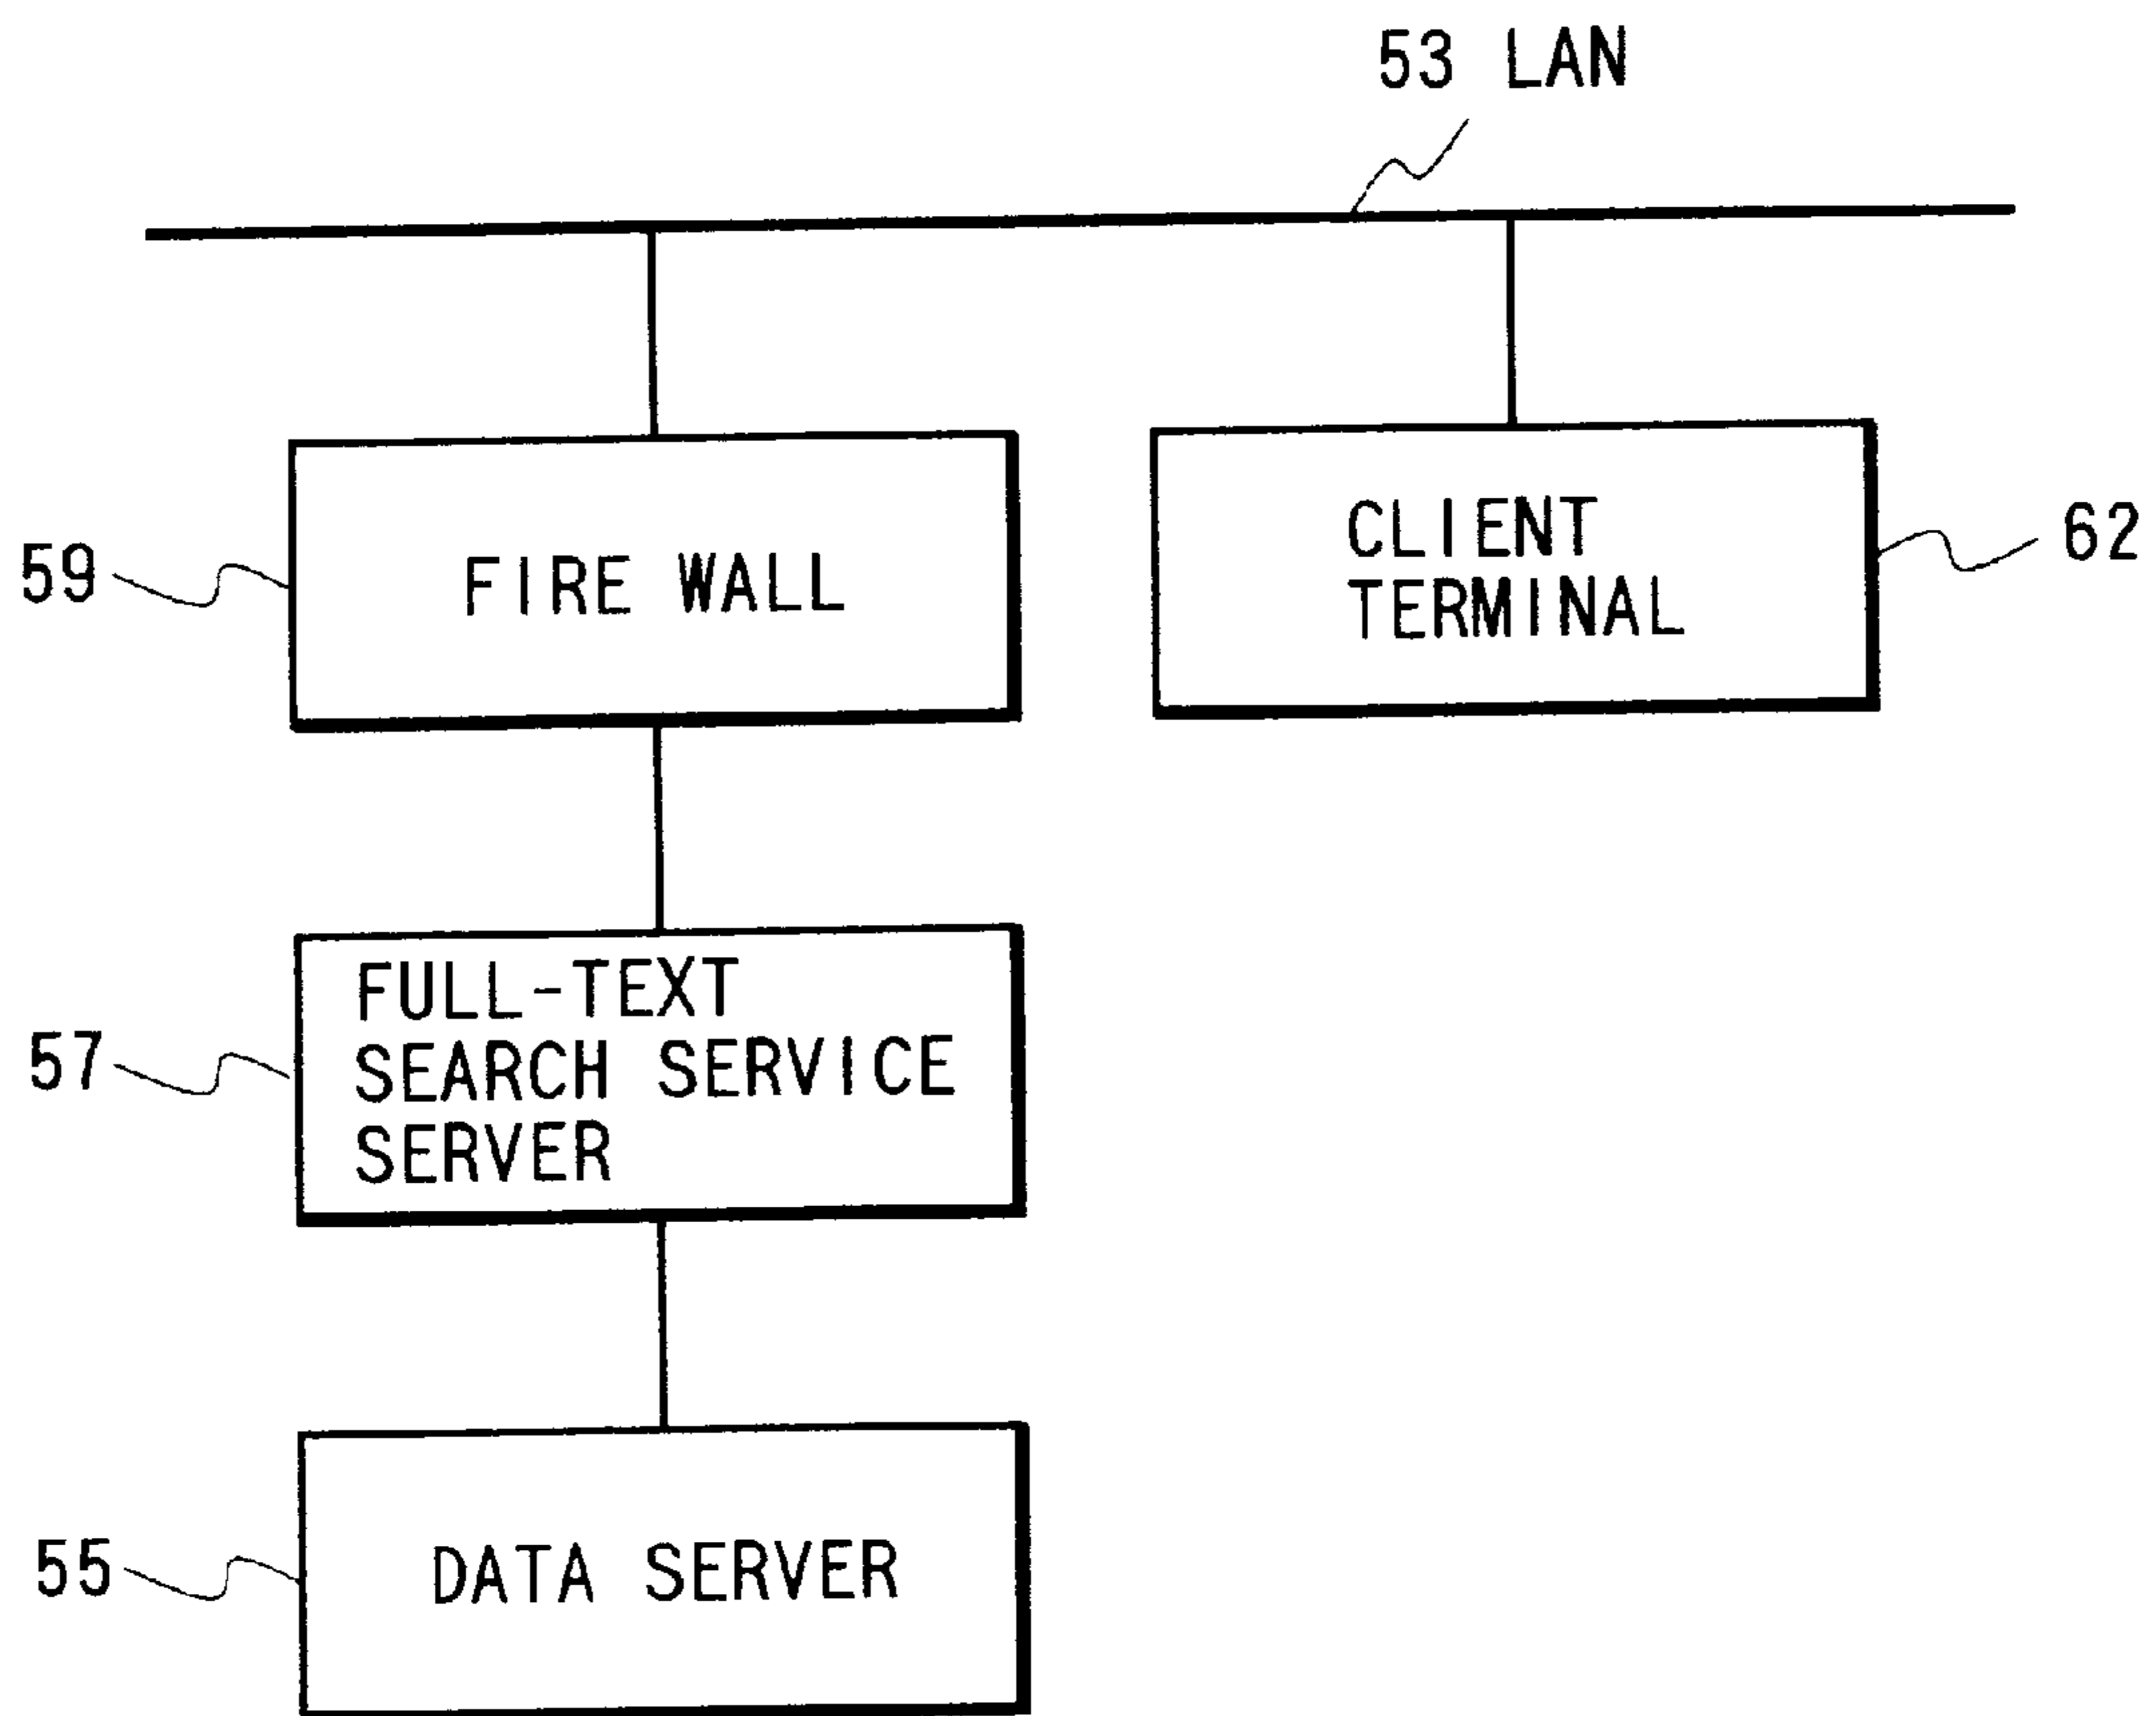 53 LAN
59
FIRE WALL
CLIENT
TERMINAL
62
57
FULL-TEXT
SEARCH SERVICE
SERVER
55
DATA SERVER